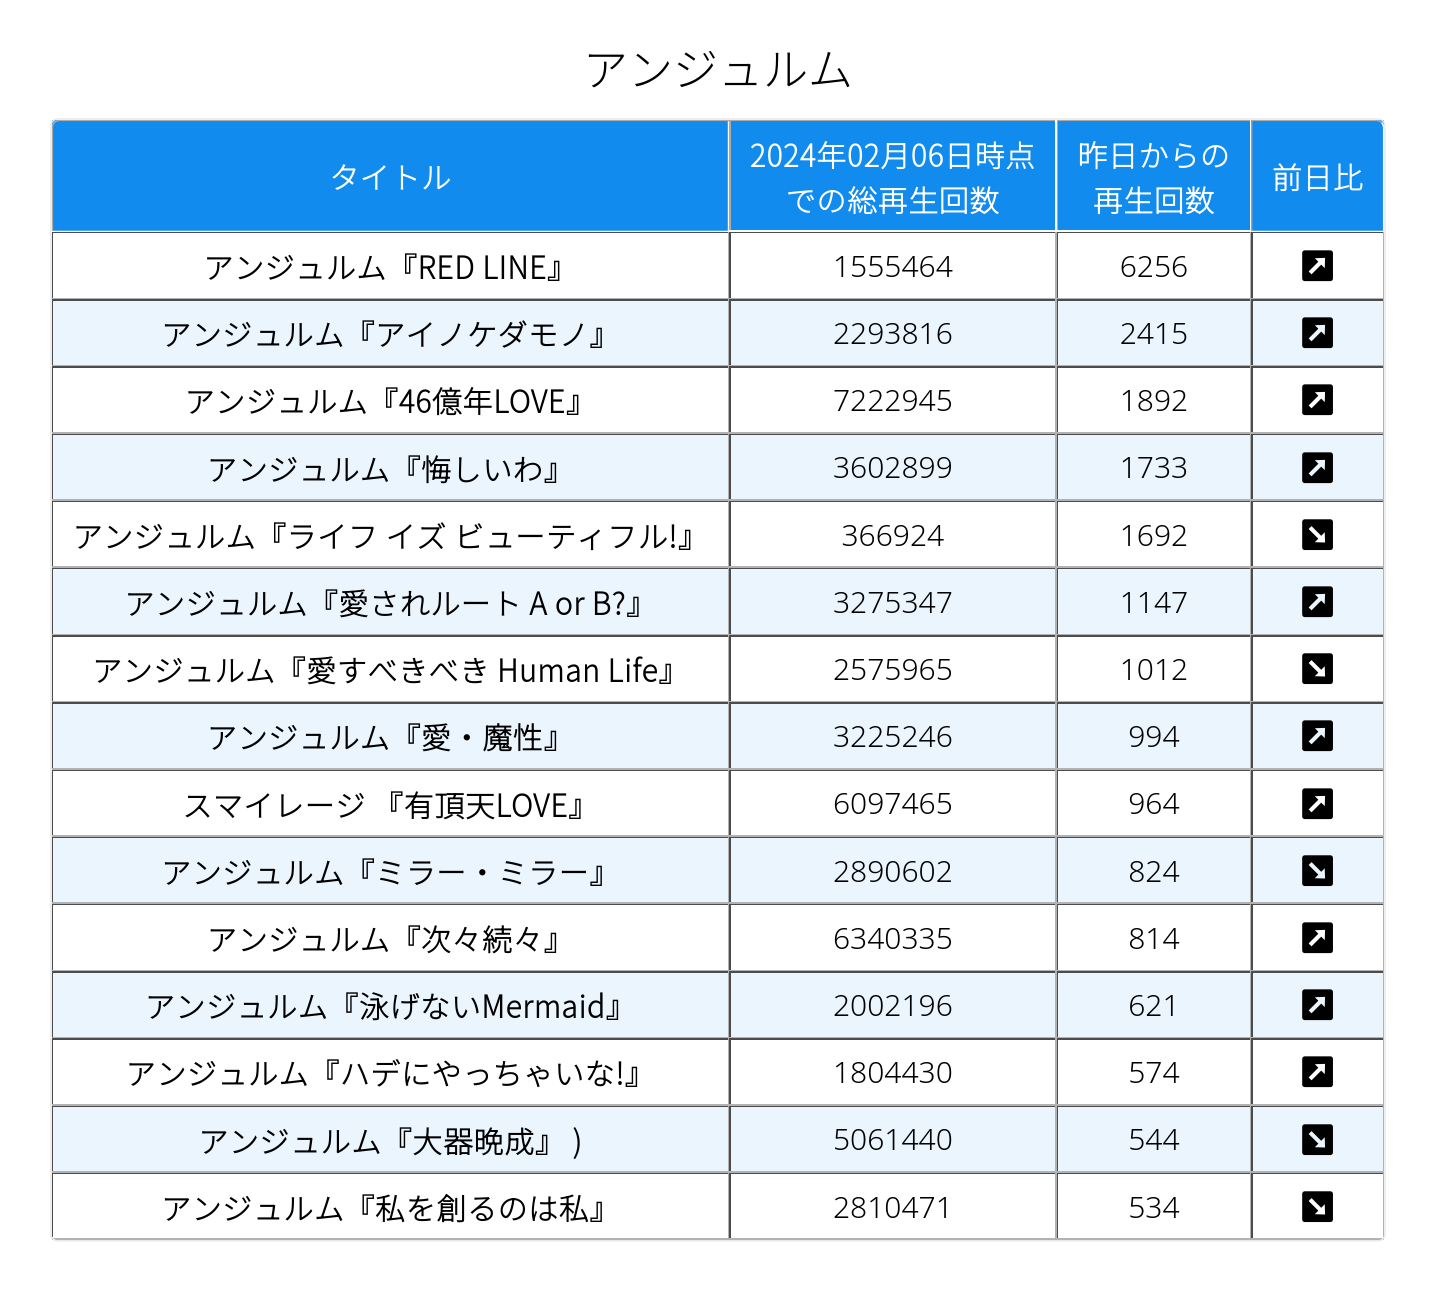 アンジュルム
タイトル 2024年02月06日時点での総再生回数 昨日からの再生回数 前日比
アンジュルム『RED LINE』 1555464 6256 ↗
アンジュルム『アイノケダモノ』 2293816 2415 ↗
アンジュルム『46億年LOVE』 7222945 1892 ↗
アンジュルム『悔しいわ』 3602899 1733 ↗
アンジュルム『ライフ イズ ビューティフル!』 366924 1692 ↘
アンジュルム『愛されルート A or B?』 3275347 1147 ↗
アンジュルム『愛すべきべき Human Life』 2575965 1012 ↘
アンジュルム『愛・魔性』 3225246 994 ↗
スマイレージ 『有頂天LOVE』 6097465 964 ↗
アンジュルム『ミラー・ミラー』 2890602 824 ↘
アンジュルム『次々続々』 6340335 814 ↗
アンジュルム『泳げないMermaid』 2002196 621 ↗
アンジュルム『ハデにやっちゃいな!』 1804430 574 ↗
アンジュルム『大器晩成』 ) 5061440 544 ↘
アンジュルム『私を創るのは私』 2810471 534 ↘